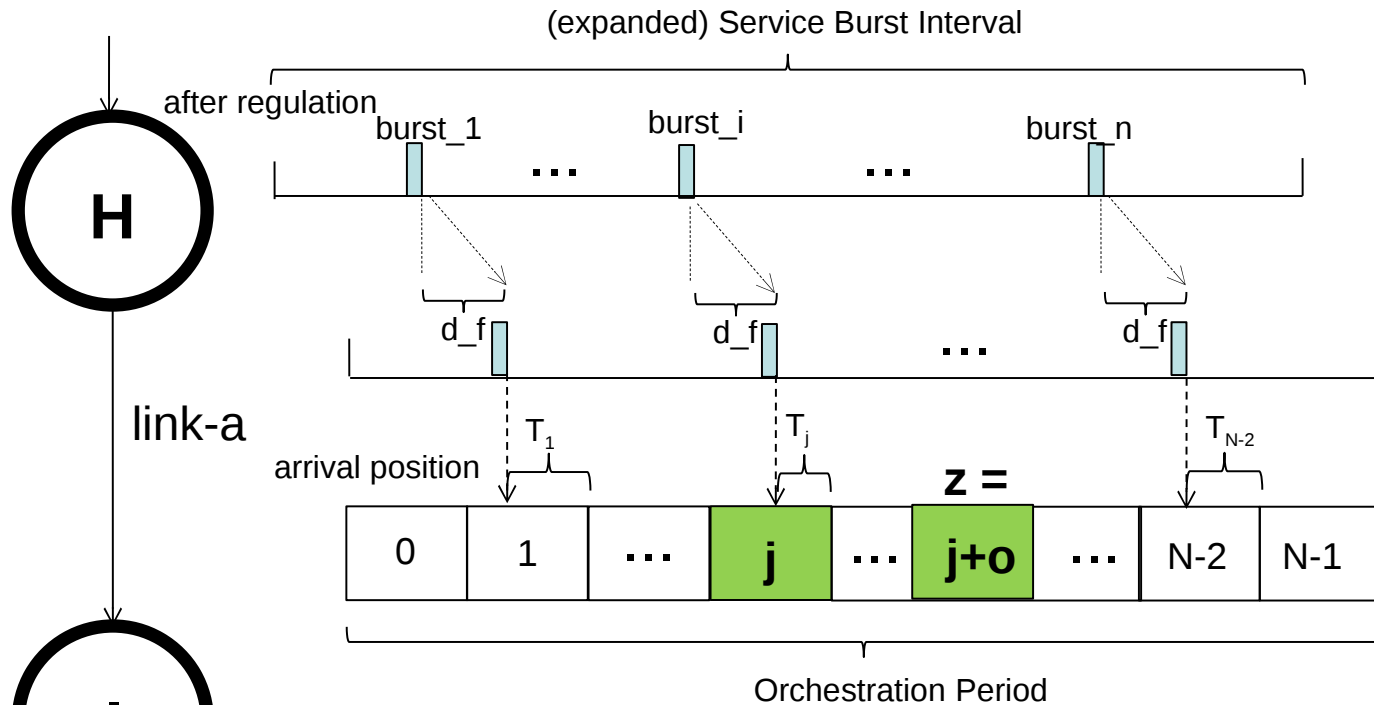 (expanded) Service Burst Interval
after regulation
burst_1
burst_i
burst_n
...
...
H
d_f
d_f
d_f
...
link-a
T1
Tj
TN-2
arrival position
z =
0
1
...
j
...
j+o
...
N-2
N-1
Orchestration Period